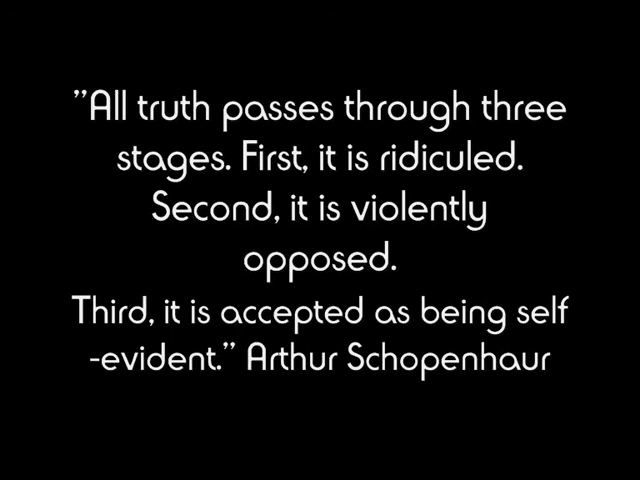 "All truth passes through three
stages. First, it is ridiculed.
Second, it is violently
opposed.
Third, it is accepted as being self
-evident." Arthur Schopenhaur